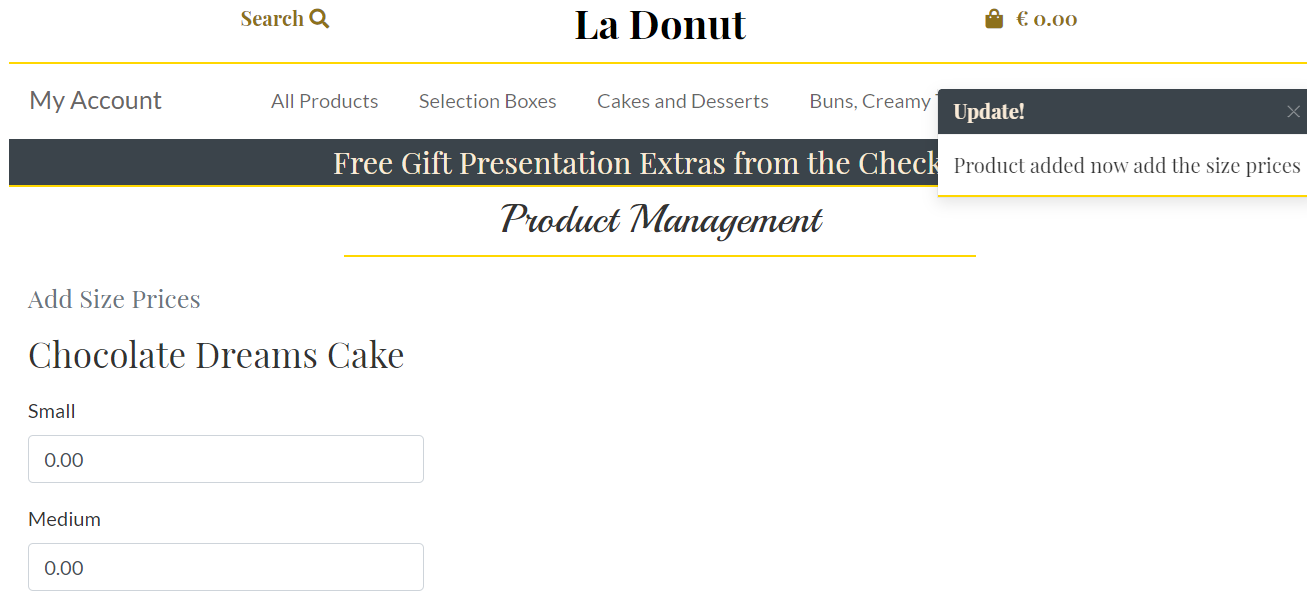 Search
La Donut
€ 0.00
My Account
All Products
Selection Boxes
Cakes and Desserts
Buns, Creamy
Update!
Product added now add the size prices
Free Gift Presentation Extras from the Check
Product Management
Add Size Prices
Chocolate Dreams Cake
Small
0.00
Medium
0.00